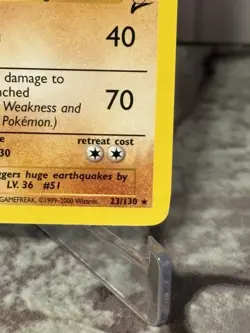 40
damage to
ched
Weakness and 70
Pokémon.)
e retreat cost
30
ggers huge earthquakes by
LV. 36 #51
GAMEFREAK. ©1999-2000 Wizards. 23/130 ★